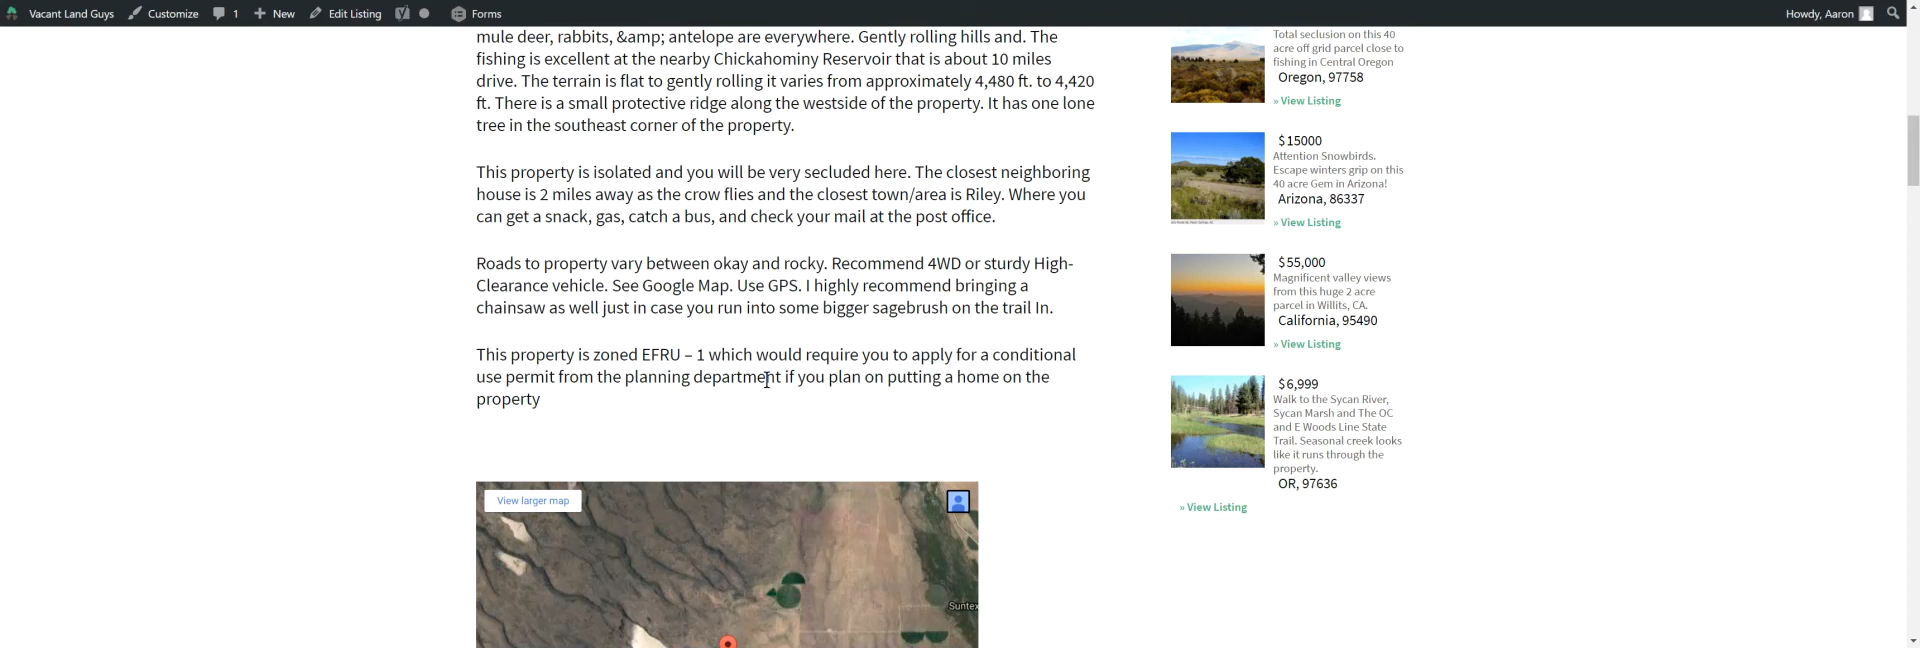 Vacant Land Guys Customize 1 New Edit Listing Forms Howdy, Aaron
mule deer, rabbits, &amp; antelope are everywhere. Gently rolling hills and. The
fishing is excellent at the nearby Chickahominy Reservoir that is about 10 miles
drive. The terrain is flat to gently rolling it varies from approximately 4,480 ft. to 4,420
ft. There is a small protective ridge along the westside of the property. It has one lone
tree in the southeast corner of the property.
This property is isolated and you will be very secluded here. The closest neighboring
house is 2 miles away as the crow flies and the closest town/area is Riley. Where you
can get a snack, gas, catch a bus, and check your mail at the post office.
Roads to property vary between okay and rocky. Recommend 4WD or sturdy High-
Clearance vehicle. See Google Map. Use GPS. I highly recommend bringing a
chainsaw as well just in case you run into some bigger sagebrush on the trail In.
This property is zoned EFRU – 1 which would require you to apply for a conditional
use permit from the planning department if you plan on putting a home on the
property
View larger map
Suntex
Total seclusion on this 40
acre off grid parcel close to
fishing in Central Oregon
Oregon, 97758
» View Listing
$15000
Attention Snowbirds.
Escape winters grip on this
40 acre Gem in Arizona!
Arizona, 86337
» View Listing
$55,000
Magnificent valley views
from this huge 2 acre
parcel in Willits, CA.
California, 95490
» View Listing
$6,999
Walk to the Sycan River,
Sycan Marsh and The OC
and E Woods Line State
Trail. Seasonal creek looks
like it runs through the
property.
OR, 97636
» View Listing